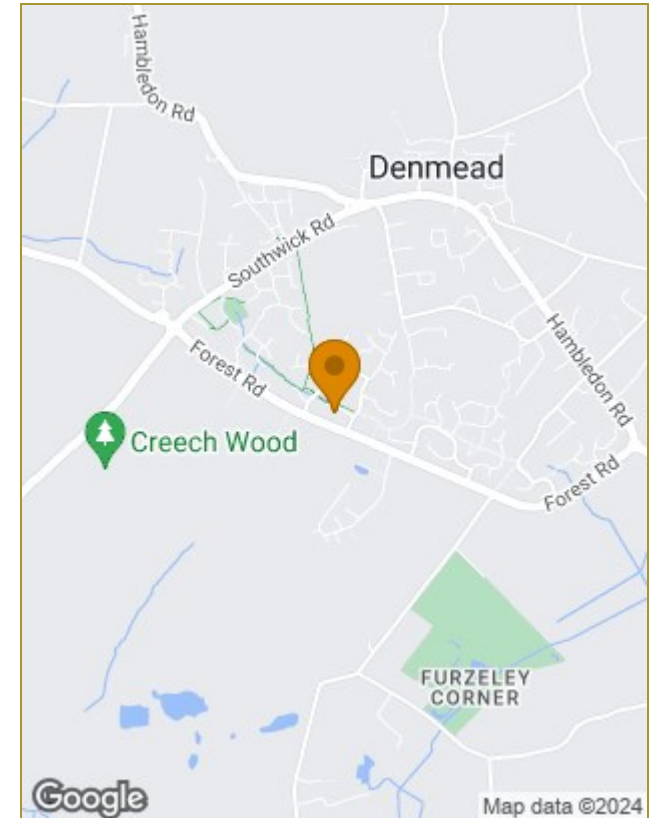 Hambledon Rd
Denmead
Southwick Rd
Hambledon Rd
Forest Rd
Creech Wood
Forest Rd
FURZELEY
CORNER
Google
Map data ©2024